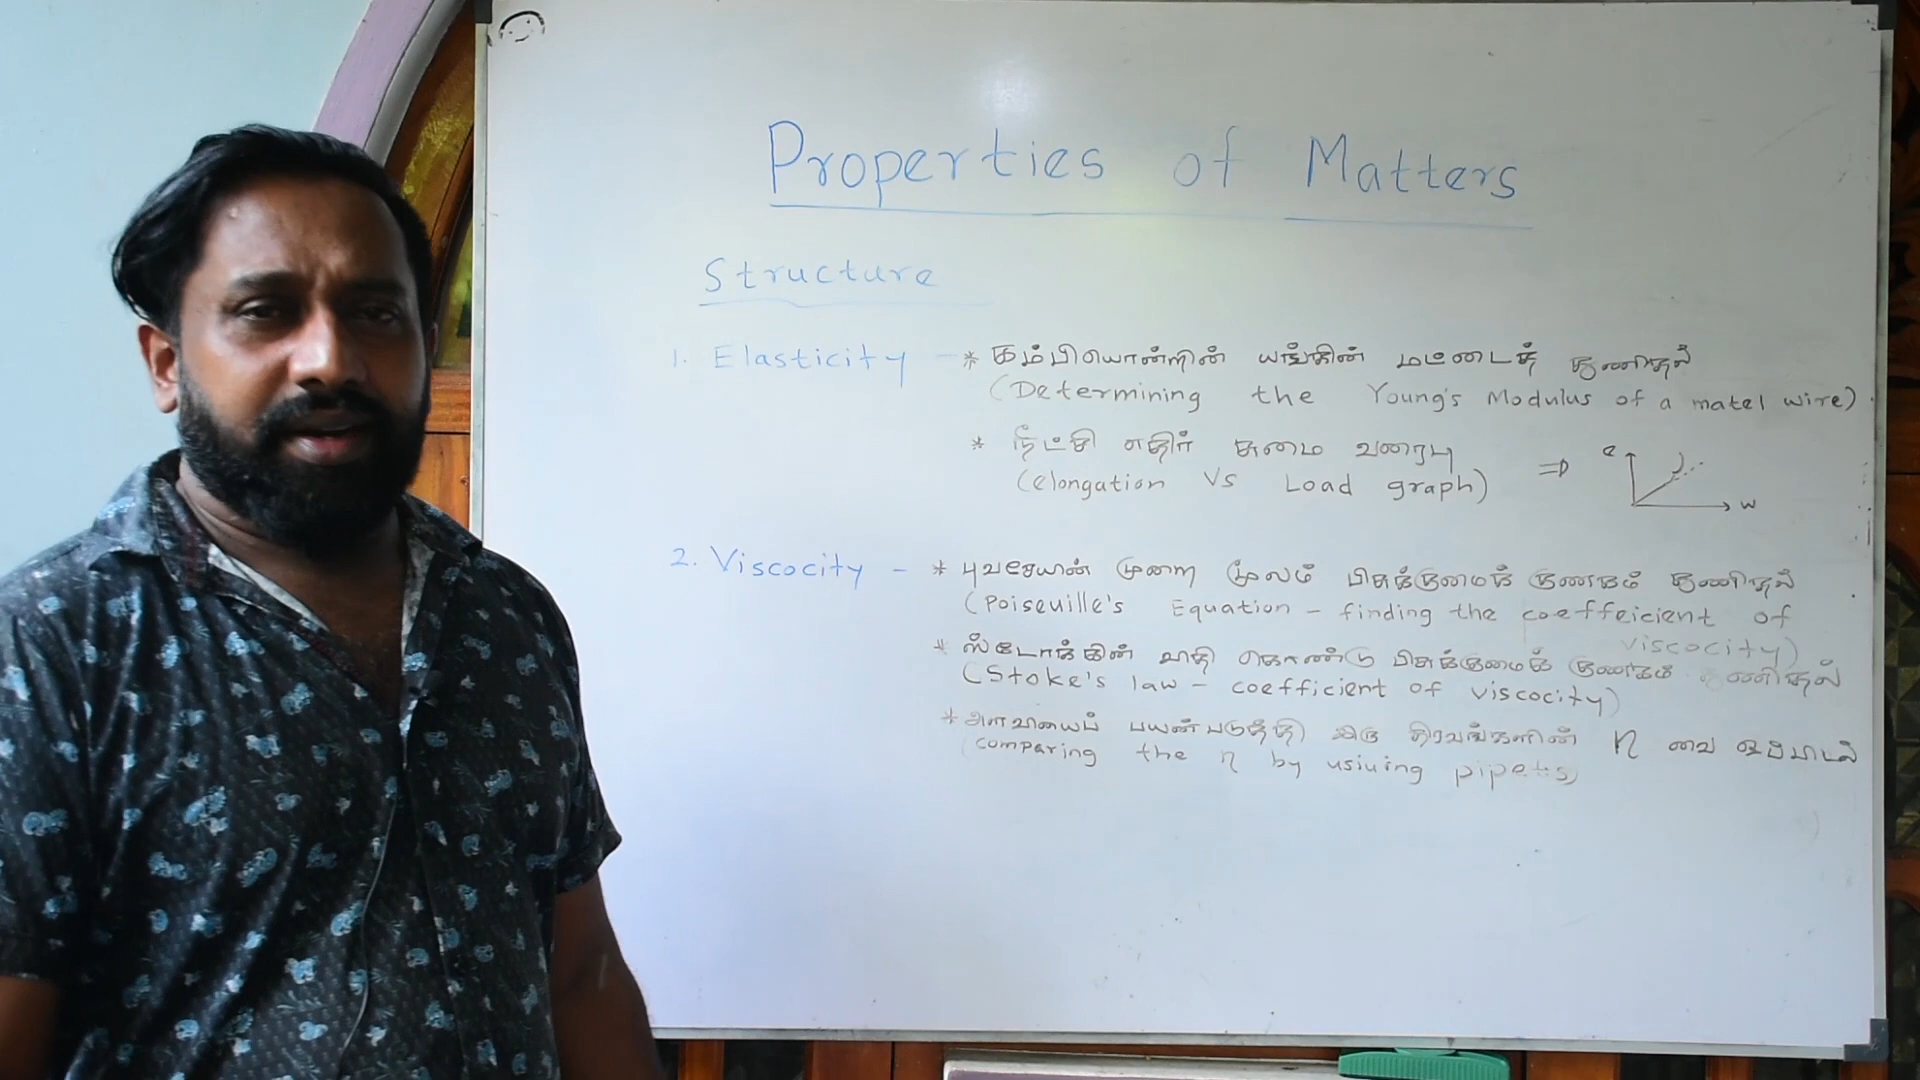 Properties of Matters
Structure
1. Elasticity - * கம்பியொன்றின் யங்கின் மட்டைத் துணிதல்
(Determining the Young's Modulus of a matel wire)
* நீட்சி எதிர் சுமை வரைபு
(elongation Vs Load graph) ⇒ e w
2. Viscocity - * புவசேயின் முறை மூலம் பிசுக்குமைக் குணகம் துணிதல்
(Poiseuille's Equation - finding the coeffeicient of
viscocity)
* ஸ்டோக்கின் விதி கொண்டு பிசுக்குமைக் குணகம் துணிதல்
(Stoke's law - coefficient of viscocity)
* அளவியைப் பயன்படுத்தி இரு திரவங்களின் η வை ஒப்பிடல்
(comparing the η by usiuing pipetts)